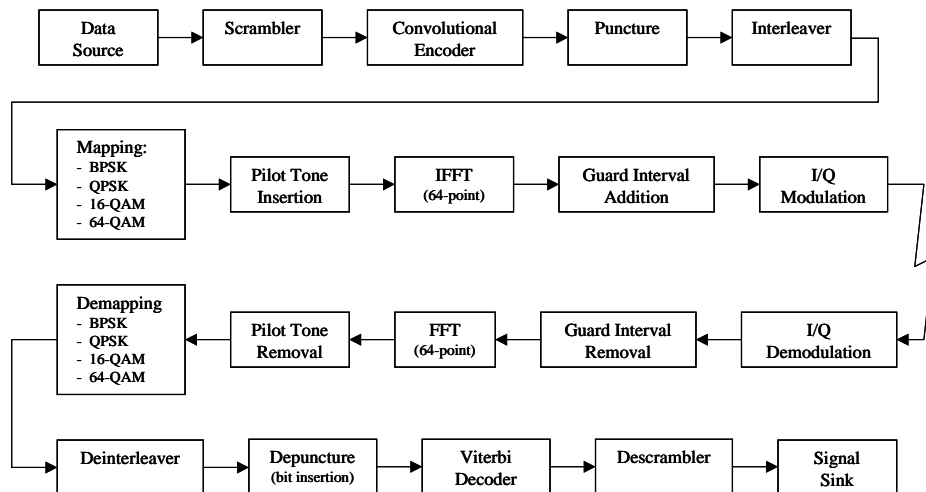 Data
Source
Scrambler
Convolutional
Encoder
Puncture
Interleaver
Mapping:
- BPSK
- QPSK
- 16-QAM
- 64-QAM
Pilot Tone
Insertion
IFFT
(64-point)
Guard Interval
Addition
I/Q
Modulation
Demapping
- BPSK
- QPSK
- 16-QAM
- 64-QAM
Pilot Tone
Removal
FFT
(64-point)
Guard Interval
Removal
I/Q
Demodulation
Deinterleaver
Depuncture
(bit insertion)
Viterbi
Decoder
Descrambler
Signal
Sink